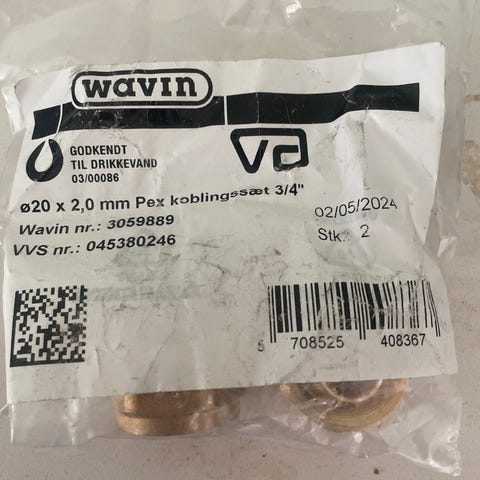 wavin
GODKENDT
TIL DRIKKEVAND
03/00086
VA
ø20 x 2,0 mm Pex koblingssæt 3/4"
Wavin nr.: 3059889
VVS nr.: 045380246
02/05/2024
Stk.: 2
5 708525 408367